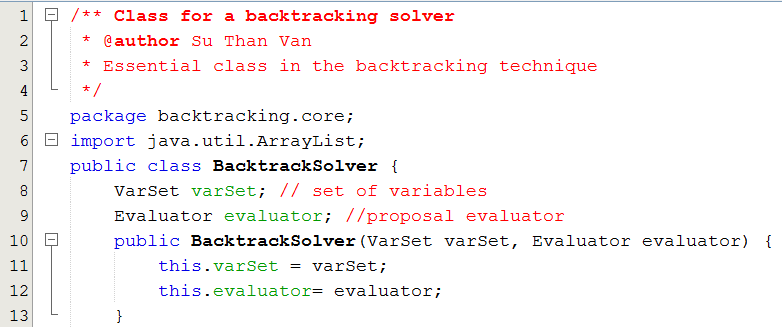 1 /** Class for a backtracking solver
2 * @author Su Than Van
3 * Essential class in the backtracking technique
4 */
5 package backtracking.core;
6 import java.util.ArrayList;
7 public class BacktrackSolver {
8 VarSet varSet; // set of variables
9 Evaluator evaluator; //proposal evaluator
10 public BacktrackSolver(VarSet varSet, Evaluator evaluator) {
11 this.varSet = varSet;
12 this.evaluator= evaluator;
13 }